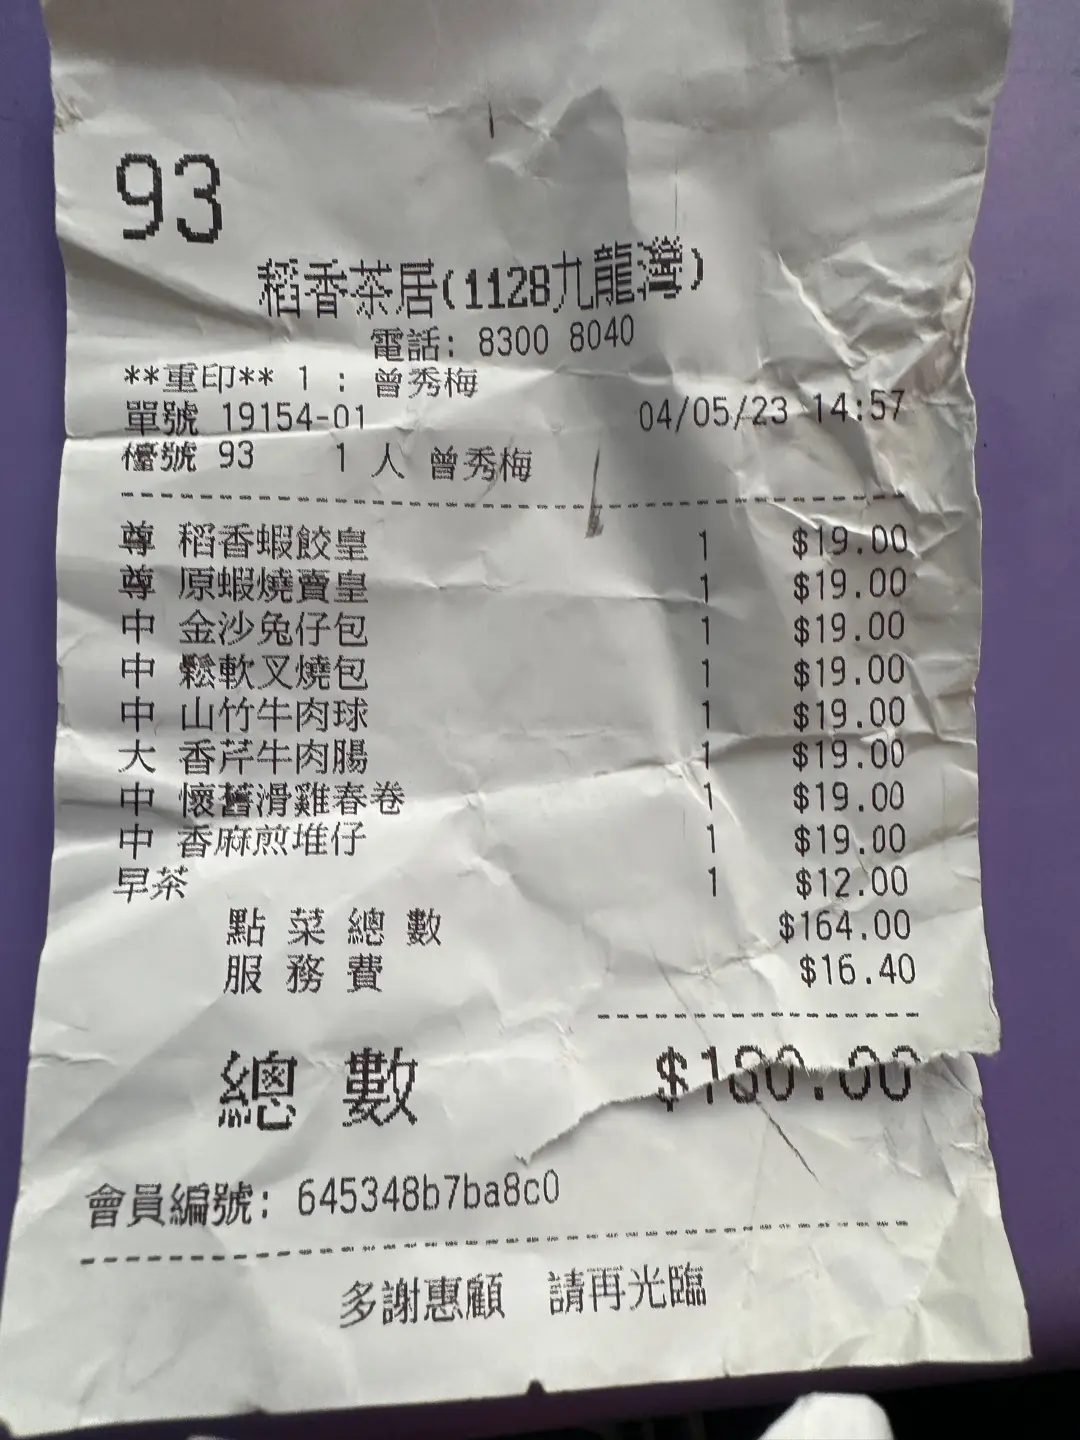 93
稻香茶居(1128九龍灣)
電話: 8300 8040
**重印** 1 : 曾秀梅
單號 19154-01 04/05/23 14:57
檯號 93 1 人 曾秀梅
尊 稻香蝦餃皇 1 $19.00
尊 原蝦燒賣皇 1 $19.00
中 金沙兔仔包 1 $19.00
中 鬆軟叉燒包 1 $19.00
中 山竹牛肉球 1 $19.00
大 香芹牛肉腸 1 $19.00
中 懷舊滑雞春卷 1 $19.00
中 香麻煎堆仔 1 $19.00
早茶 1 $12.00
點 菜 總 數 $164.00
服 務 費 $16.40
總 數 $180.00
會員編號: 645348b7ba8c0
多謝惠顧 請再光臨